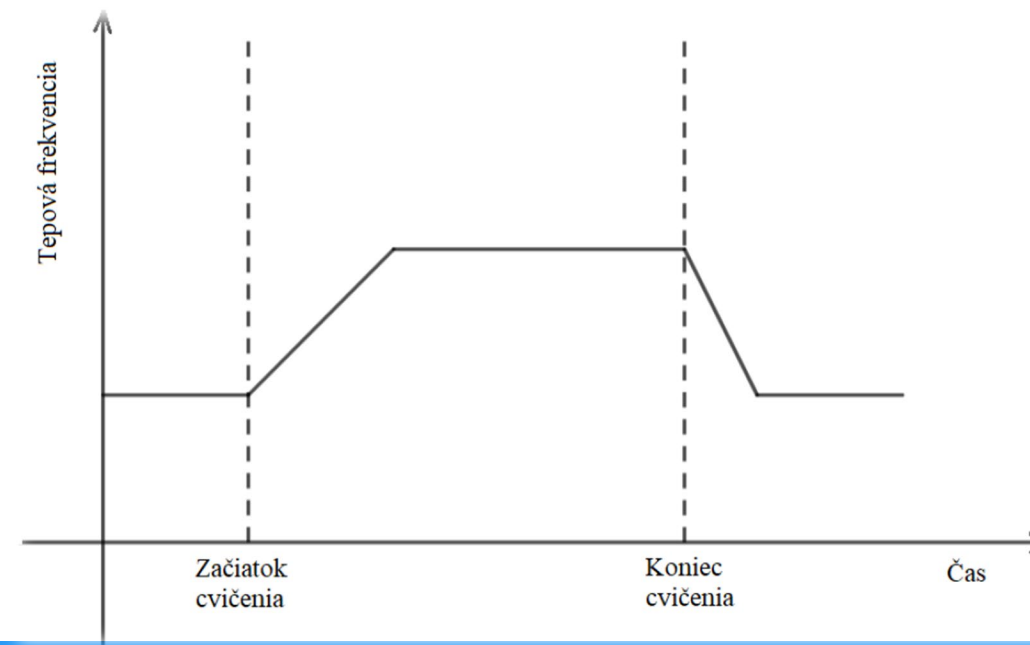 Tepová frekvencia
Začiatok
cvičenia
Koniec
cvičenia
Čas